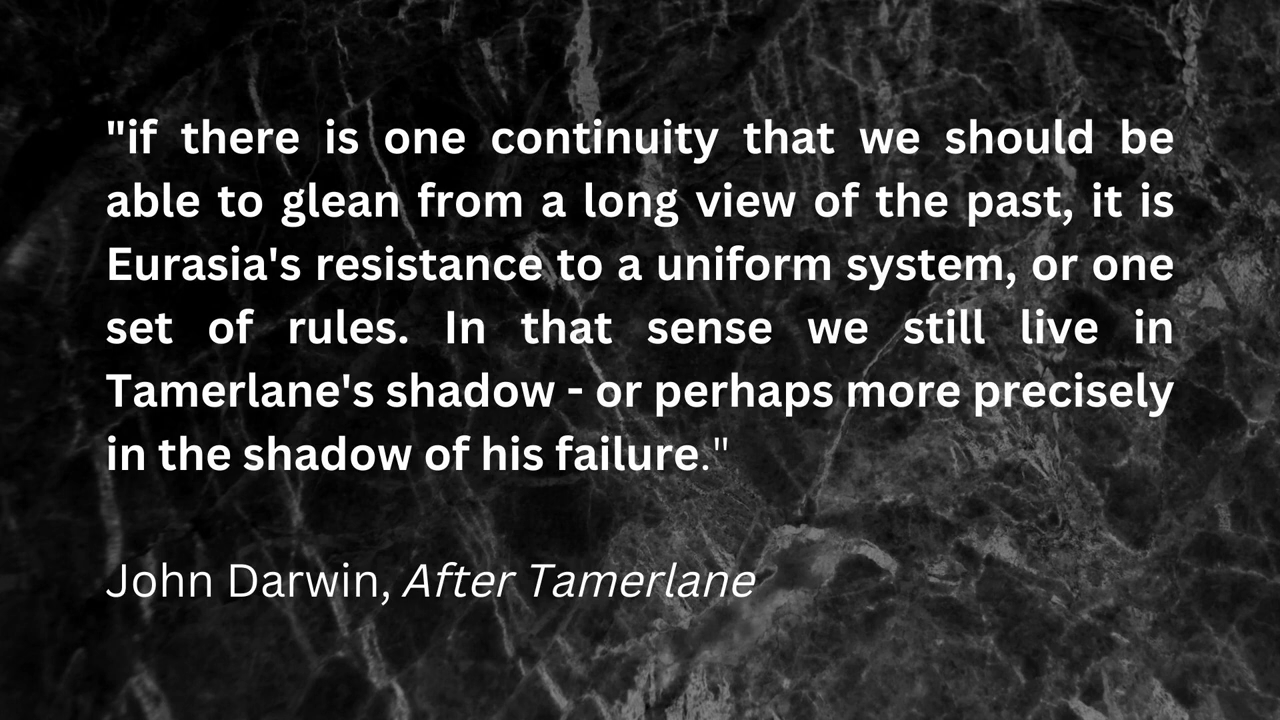 "if there is one continuity that we should be
able to glean from a long view of the past, it is
Eurasia's resistance to a uniform system, or one
set of rules. In that sense we still live in
Tamerlane's shadow - or perhaps more precisely
in the shadow of his failure."
John Darwin, After Tamerlane